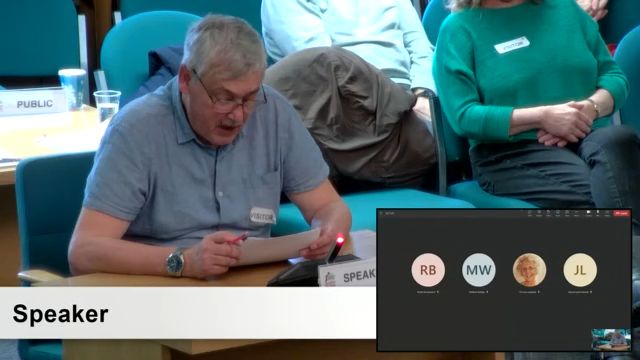 PUBLIC
VISITOR
VISITOR
SPEAK
Speaker
RB
MW
JL